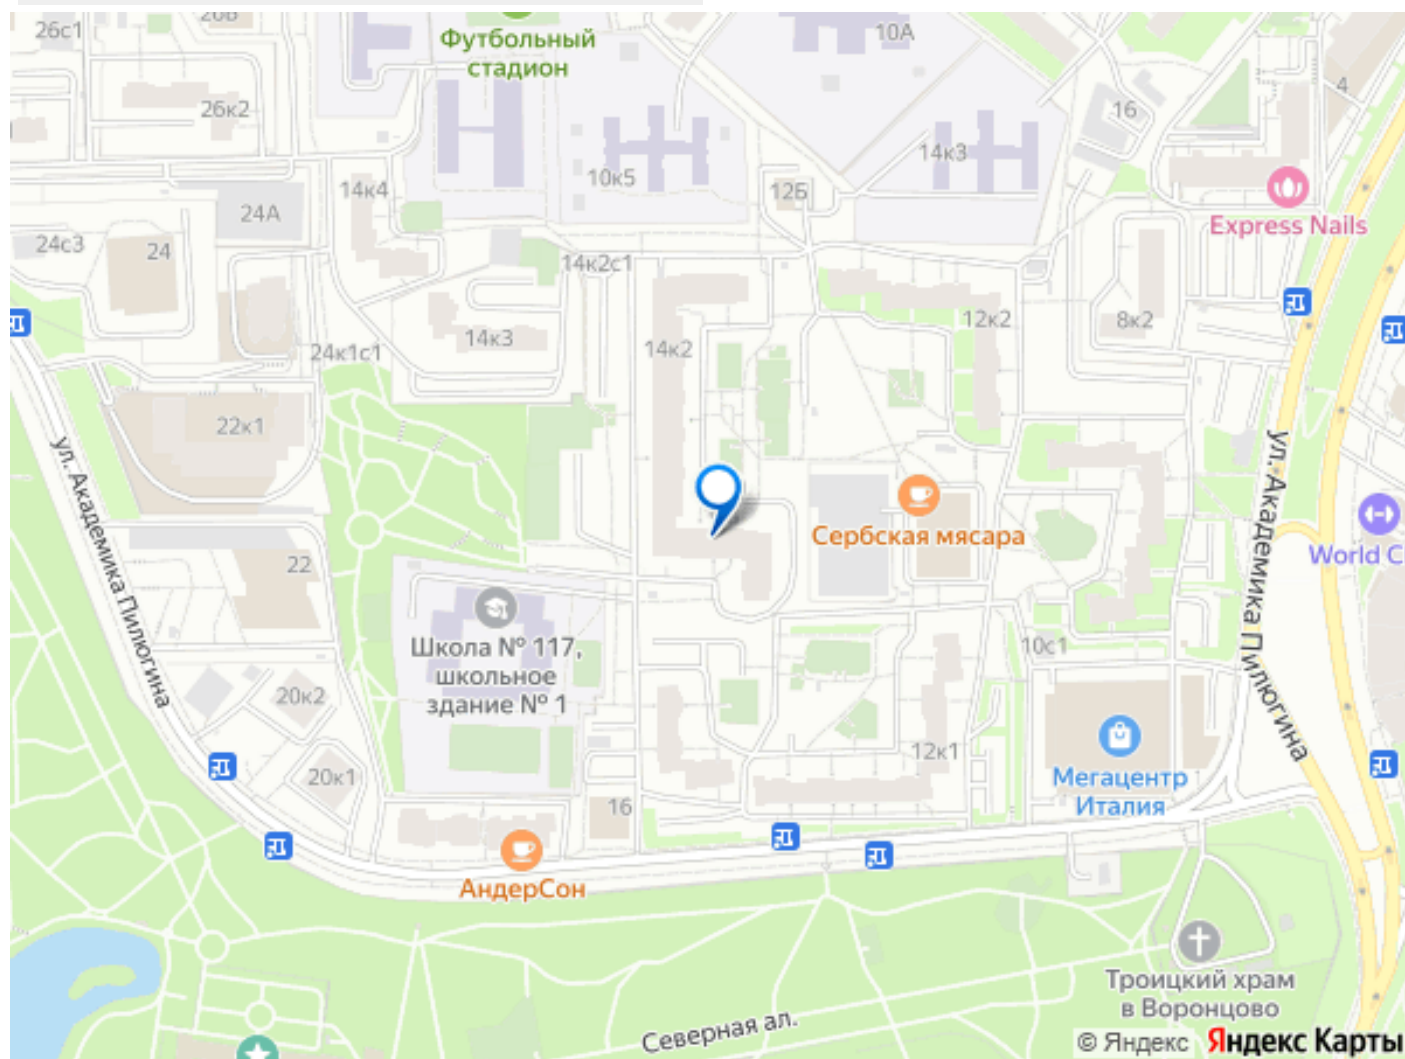 26с1
20Б
10А
Футбольный
стадион
4
26к2
16
14к3
10к5
14к4
12Б
24А
Express Nails
24с3
24
14к2с1
12к2
8к2
14к3
14к2
24к1с1
22к1
ул. Академика Пилюгина
ул. Академика Пилюгина
Сербская мясара
World C
22
Школа № 117,
школьное
здание № 1
10с1
20к2
12к1
20к1
Мегацентр
Италия
16
АндерСон
Троицкий храм
в Воронцово
Северная ал.
© Яндекс Яндекс Карты